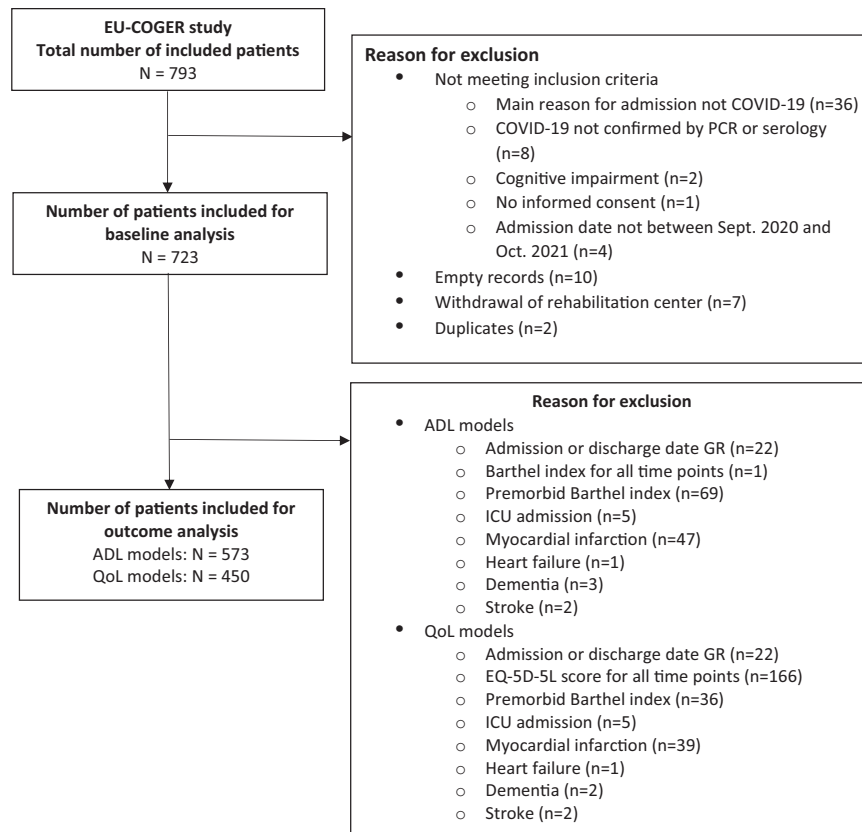 EU-COGER study
Total number of included patients
N = 793
Reason for exclusion
• Not meeting inclusion criteria
o Main reason for admission not COVID-19 (n=36)
o COVID-19 not confirmed by PCR or serology
(n=8)
o Cognitive impairment (n=2)
o No informed consent (n=1)
o Admission date not between Sept. 2020 and
Oct. 2021 (n=4)
• Empty records (n=10)
• Withdrawal of rehabilitation center (n=7)
• Duplicates (n=2)
Number of patients included for
baseline analysis
N = 723
Reason for exclusion
• ADL models
o Admission or discharge date GR (n=22)
o Barthel index for all time points (n=1)
o Premorbid Barthel index (n=69)
o ICU admission (n=5)
o Myocardial infarction (n=47)
o Heart failure (n=1)
o Dementia (n=3)
o Stroke (n=2)
• QoL models
o Admission or discharge date GR (n=22)
o EQ-5D-5L score for all time points (n=166)
o Premorbid Barthel index (n=36)
o ICU admission (n=5)
o Myocardial infarction (n=39)
o Heart failure (n=1)
o Dementia (n=2)
o Stroke (n=2)
Number of patients included for
outcome analysis
ADL models: N = 573
QoL models: N = 450